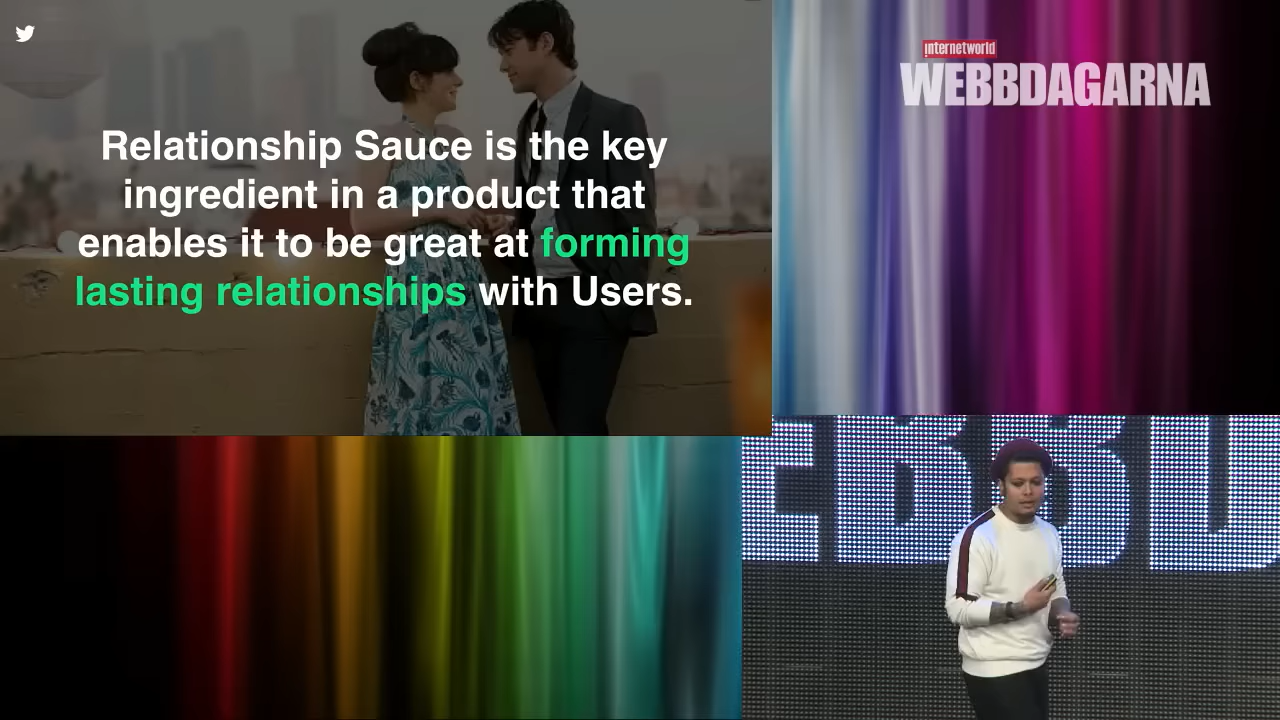 Relationship Sauce is the key
ingredient in a product that
enables it to be great at forming
lasting relationships with Users.
internetworld
WEBBDAGARNA
EBBD